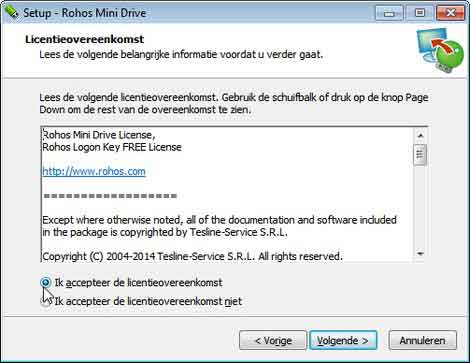 Setup - Rohos Mini Drive
Licentieovereenkomst
Lees de volgende belangrijke informatie voordat u verder gaat.
Lees de volgende licentieovereenkomst. Gebruik de schuifbalk of druk op de knop Page
Down om de rest van de overeenkomst te zien.
Rohos Mini Drive License,
Rohos Logon Key FREE License
http://www.rohos.com
==================
Except where otherwise noted, all of the documentation and software included
in the package is copyrighted by Tesline-Service S.R.L.
Copyright (C) 2004-2014 Tesline-Service S.R.L. All rights reserved.
Ik accepteer de licentieovereenkomst
Ik accepteer de licentieovereenkomst niet
< Vorige
Volgende >
Annuleren